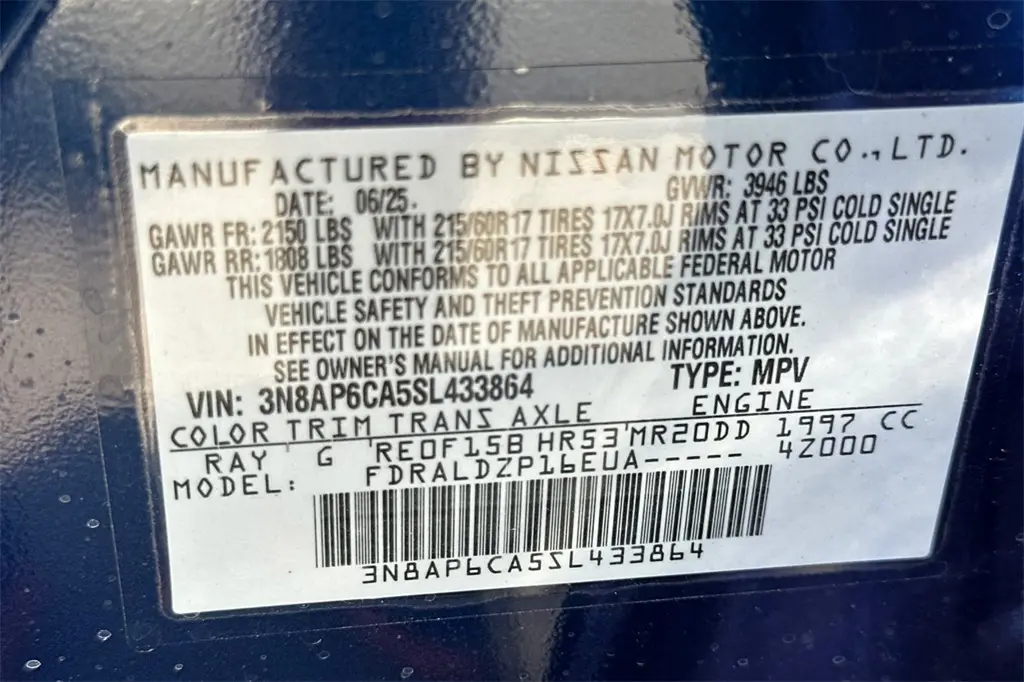 MANUFACTURED BY NISSAN MOTOR CO., LTD.
DATE: 06/25. GVWR: 3946 LBS
GAWR FR: 2150 LBS WITH 215/60R17 TIRES 17X7.0J RIMS AT 33 PSI COLD SINGLE
GAWR RR: 1808 LBS WITH 215/60R17 TIRES 17X7.0J RIMS AT 33 PSI COLD SINGLE
THIS VEHICLE CONFORMS TO ALL APPLICABLE FEDERAL MOTOR
VEHICLE SAFETY AND THEFT PREVENTION STANDARDS
IN EFFECT ON THE DATE OF MANUFACTURE SHOWN ABOVE.
SEE OWNER'S MANUAL FOR ADDITIONAL INFORMATION.
VIN: 3N8AP6CA5SL433864 TYPE: MPV
COLOR TRIM TRANS AXLE ENGINE
RAY G RE0F15B HR53 MR20DD 1997 CC
MODEL: FDRALDZP16EUA----- 4Z000
3N8AP6CA5SL433864